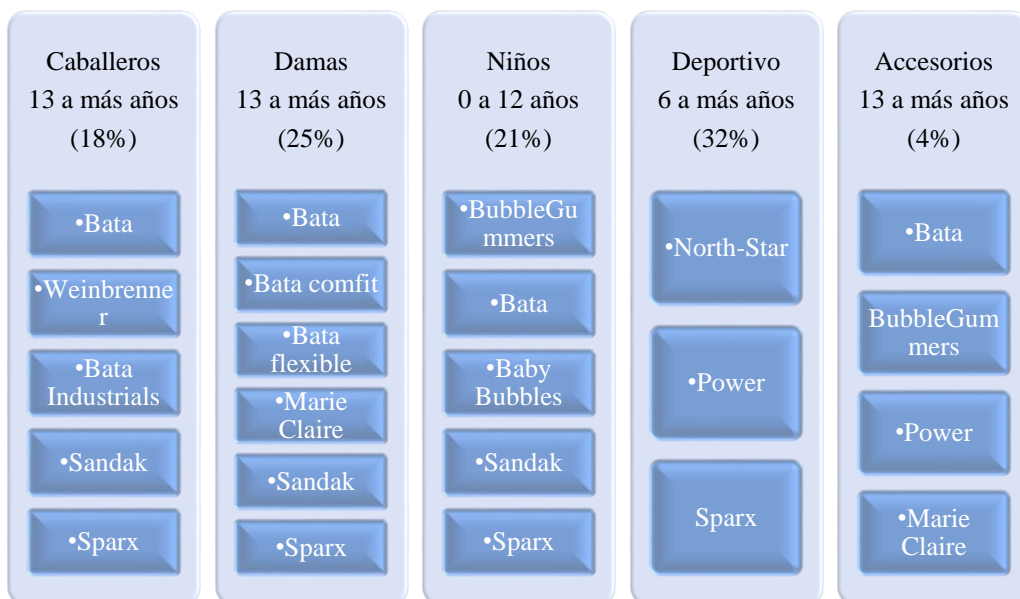 Caballeros
13 a más años
(18%)
•Bata
•Weinbrenne
r
•Bata
Industrials
•Sandak
•Sparx
Damas
13 a más años
(25%)
•Bata
•Bata comfit
•Bata
flexible
•Marie
Claire
•Sandak
•Sparx
Niños
0 a 12 años
(21%)
•BubbleGu
mmers
•Bata
•Baby
Bubbles
•Sandak
•Sparx
Deportivo
6 a más años
(32%)
•North-Star
•Power
Sparx
Accesorios
13 a más años
(4%)
•Bata
BubbleGum
mers
•Power
•Marie
Claire